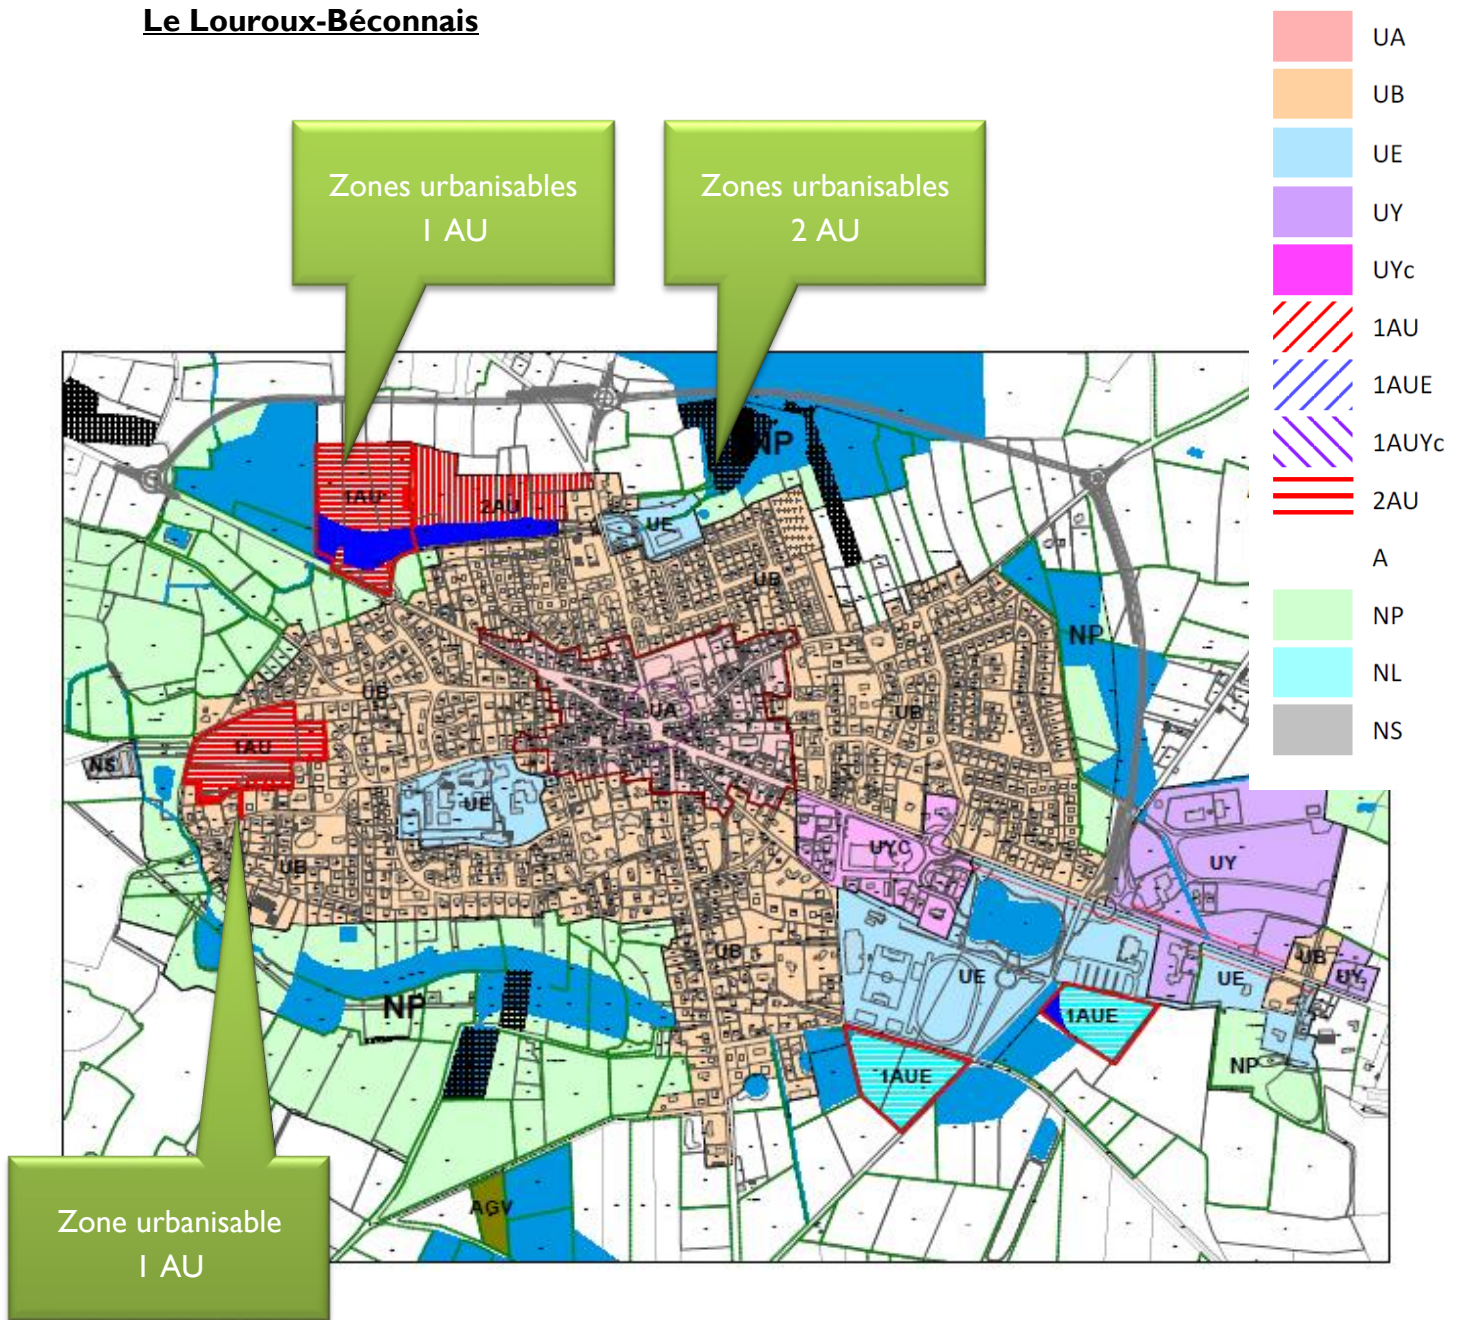 Le Louroux-Béconnais
UA
UB
UE
UY
UYc
1AU
1AUE
1AUYc
2AU
A
NP
NL
NS
Zones urbanisables
1 AU
Zones urbanisables
2 AU
NP
1AU
2AU
UE
UB
NP
UB
UA
UB
1AU
NS
UE
UYC
UY
UB
UB
UE
UB
UE
UY
NP
1AUE
1AUE
NP
AGV
Zone urbanisable
1 AU